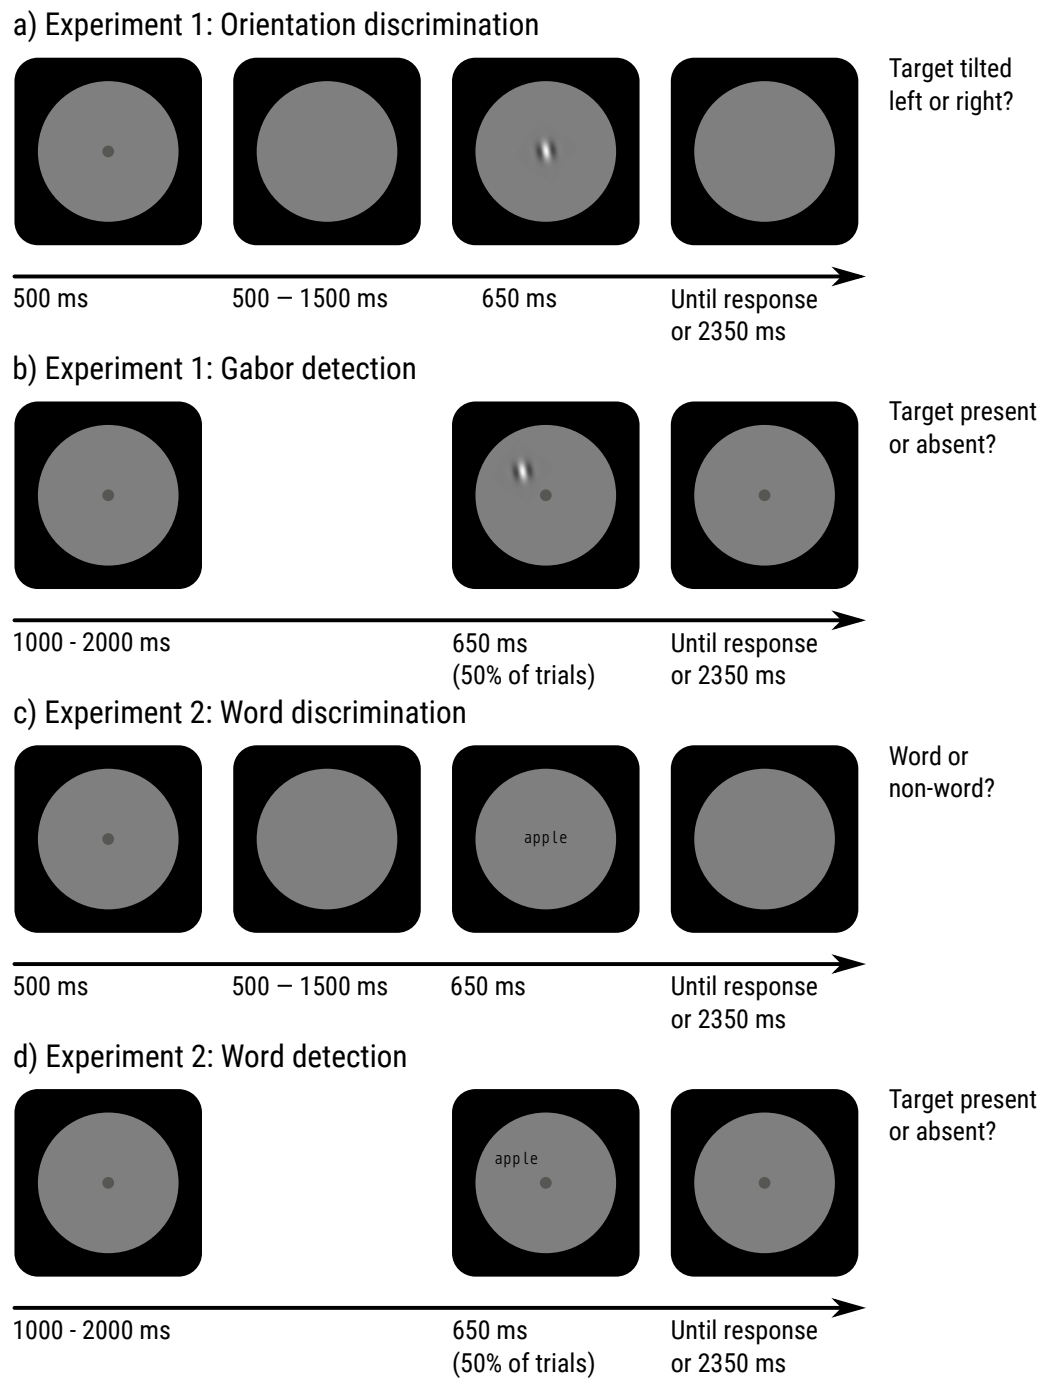 a) Experiment 1: Orientation discrimination
Target tilted
left or right?
500 ms
500 – 1500 ms
650 ms
Until response
or 2350 ms
b) Experiment 1: Gabor detection
Target present
or absent?
1000 - 2000 ms
650 ms
(50% of trials)
Until response
or 2350 ms
c) Experiment 2: Word discrimination
Word or
non-word?
apple
500 ms
500 – 1500 ms
650 ms
Until response
or 2350 ms
d) Experiment 2: Word detection
Target present
or absent?
apple
1000 - 2000 ms
650 ms
(50% of trials)
Until response
or 2350 ms